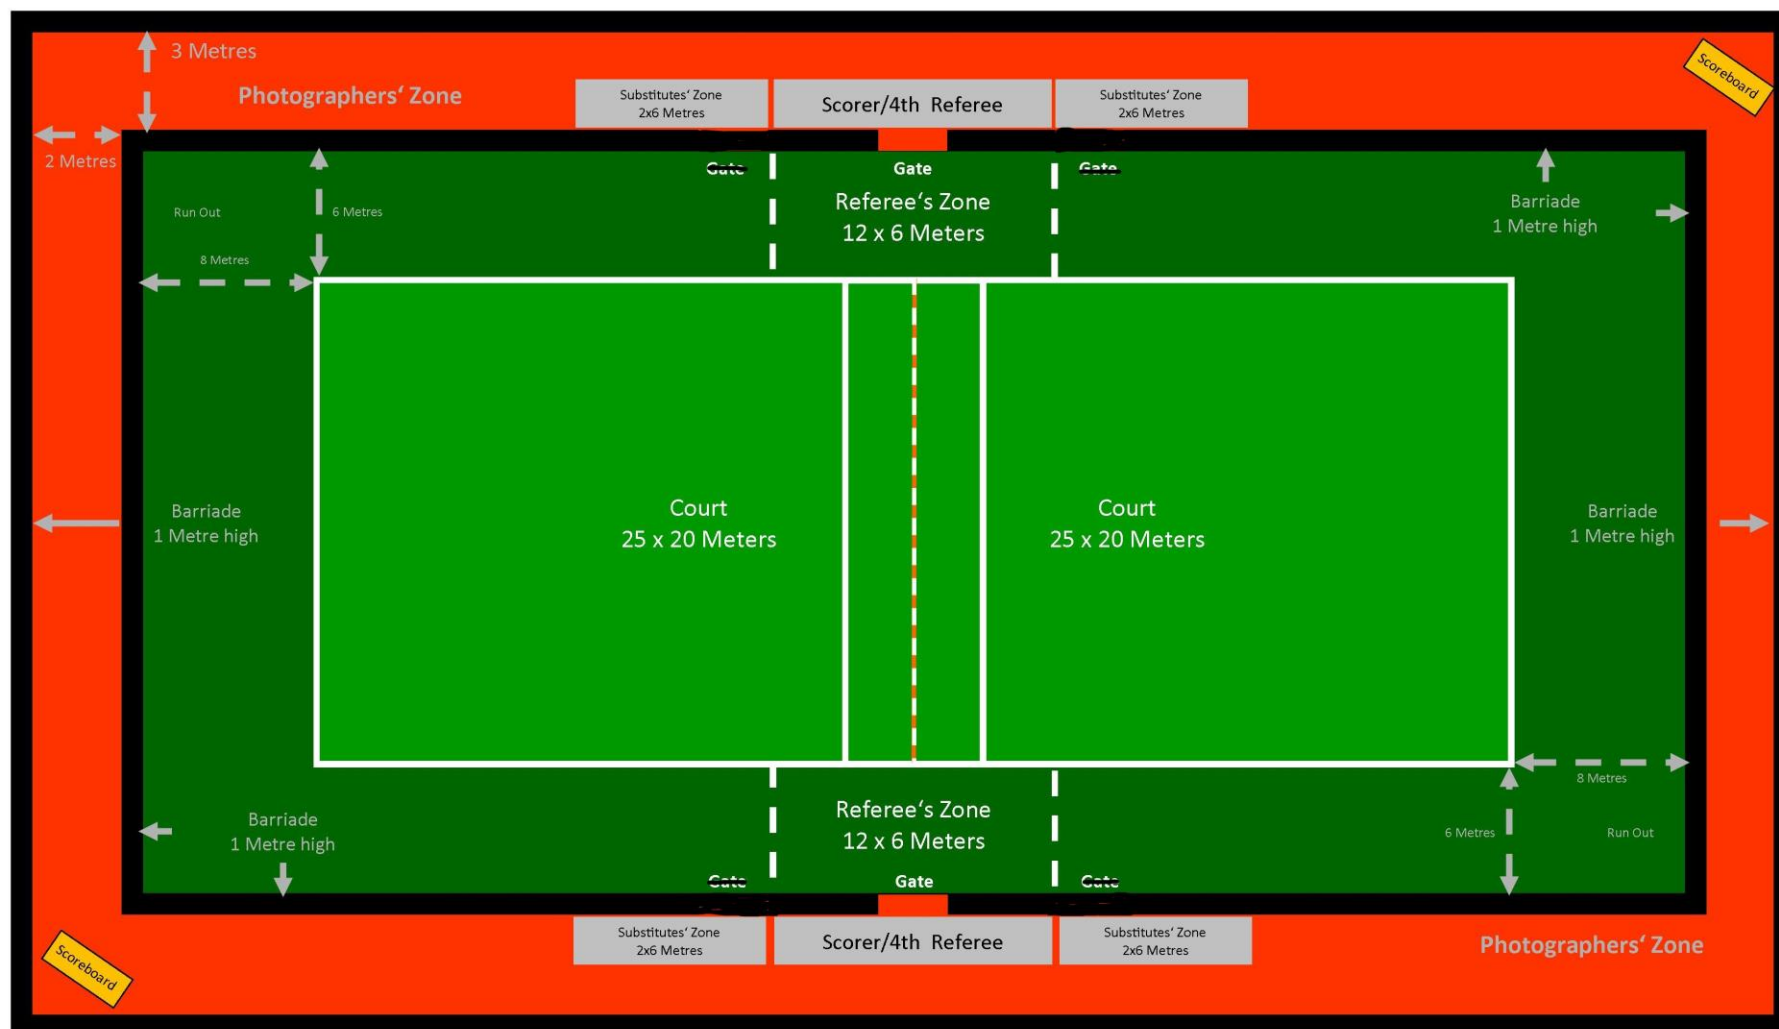 3 Metres
Scoreboard
Photographers‘ Zone
Substitutes‘ Zone
2x6 Metres
Scorer/4th  Referee
Substitutes‘ Zone
2x6 Metres
2 Metres
Gate
Gate
Gate
Run Out
6 Metres
Referee‘s Zone
12 x 6 Meters
Barriade
1 Metre high
8 Metres
Barriade
1 Metre high
Court
25 x 20 Meters
Court
25 x 20 Meters
Barriade
1 Metre high
8 Metres
Barriade
1 Metre high
Referee‘s Zone
12 x 6 Meters
6 Metres
Run Out
Gate
Gate
Gate
Substitutes‘ Zone
2x6 Metres
Scorer/4th  Referee
Substitutes‘ Zone
2x6 Metres
Photographers‘ Zone
Scoreboard